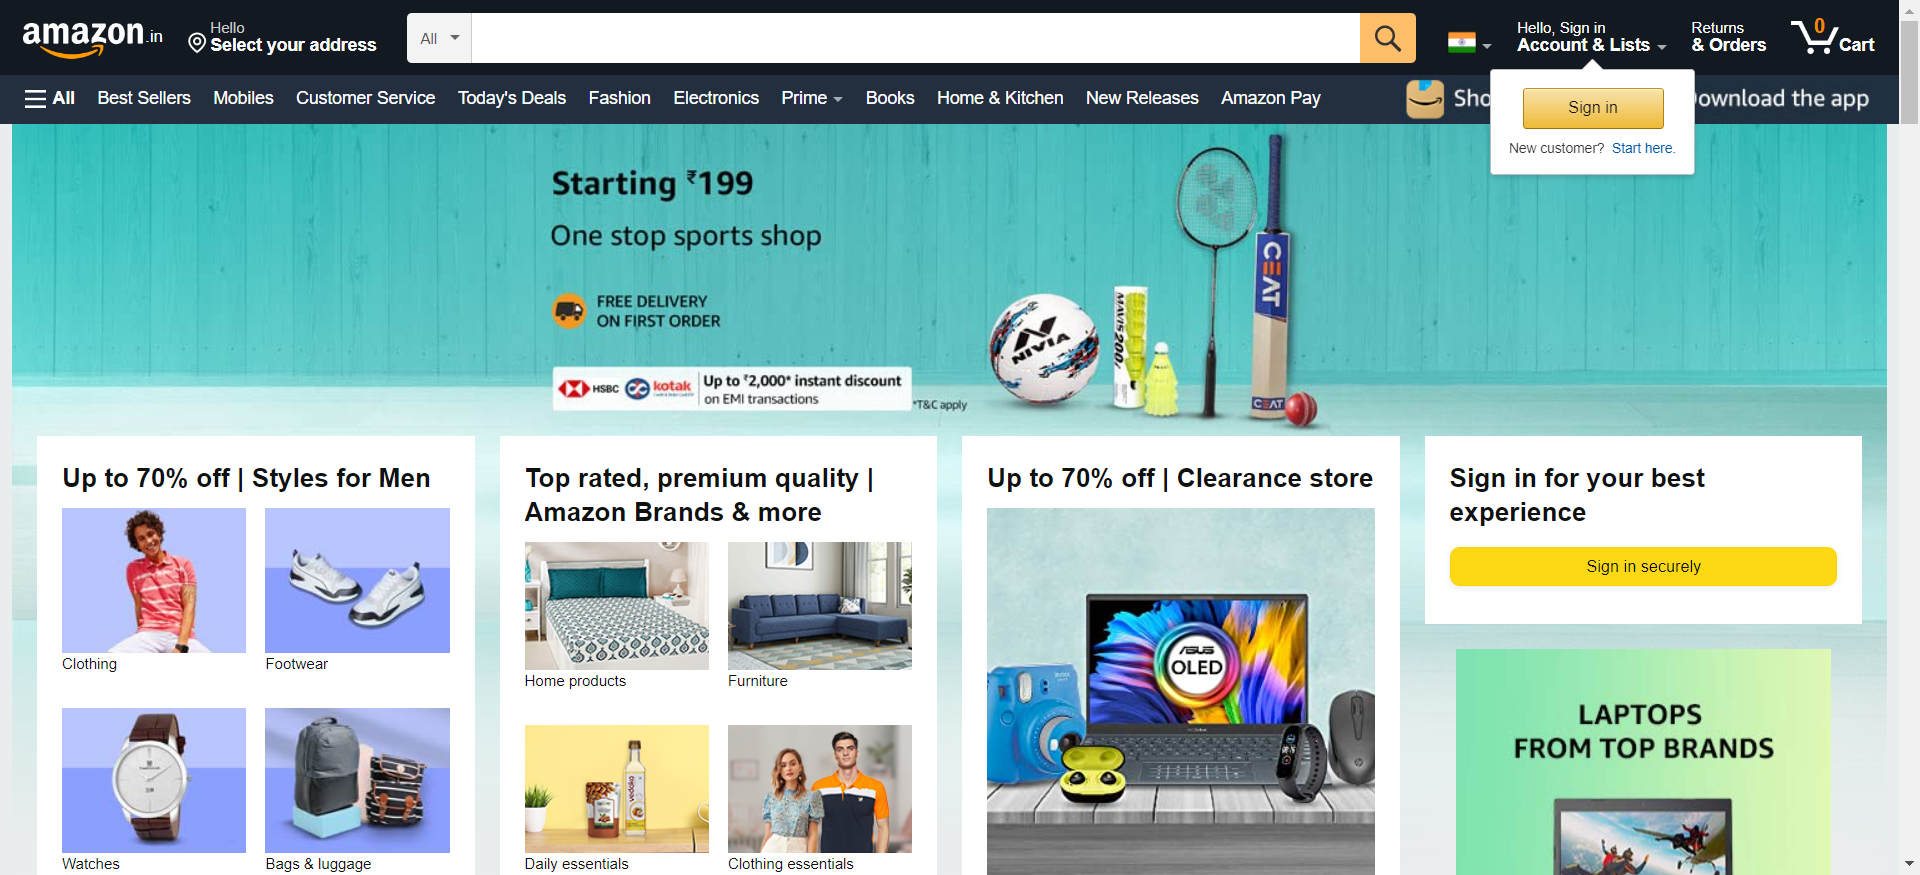 amazon.in
Hello
Select your address
All
Hello, Sign in
Account & Lists
Returns
& Orders
0
Cart
All
Best Sellers
Mobiles
Customer Service
Today's Deals
Fashion
Electronics
Prime
Books
Home & Kitchen
New Releases
Amazon Pay
Sho
ownload the app
Sign in
New customer? Start here.
Starting ₹199
One stop sports shop
FREE DELIVERY
ON FIRST ORDER
HSBC
kotak
Up to ₹2,000* instant discount
on EMI transactions
*T&C apply
NIVIA
MAVIS 200
CEAT
CEAT
Up to 70% off | Styles for Men
Clothing
Footwear
Watches
Bags & luggage
Top rated, premium quality |
Amazon Brands & more
Home products
Furniture
Daily essentials
Clothing essentials
vedaka
Up to 70% off | Clearance store
ASUS
OLED
hp
Sign in for your best
experience
Sign in securely
LAPTOPS
FROM TOP BRANDS